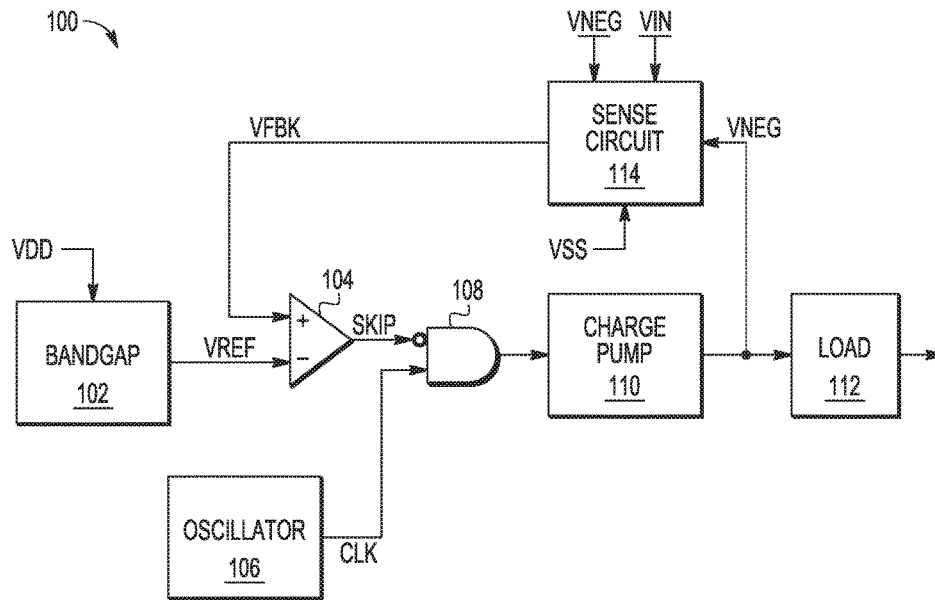 100
VNEG VIN
SENSE
CIRCUIT
114
VFBK
VNEG
VSS
VDD
BANDGAP
102
VREF
+
−
104
SKIP
108
CHARGE
PUMP
110
LOAD
112
OSCILLATOR
106
CLK